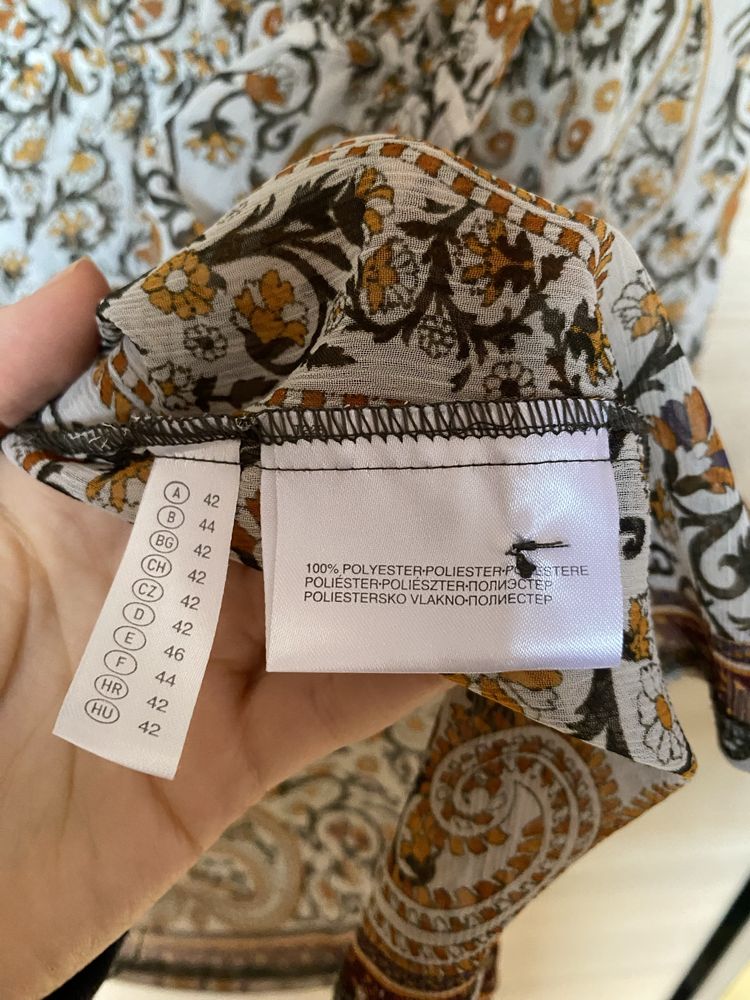 A 42
B 44
BG 42
CH 42
CZ 42
D 42
E 46
F 44
HR 42
HU 42
100% POLYESTER•POLIESTER•POLIESTERE
POLIÉSTER•POLIÉSZTER•ПОЛИЭСТЕР
POLIESTERSKO VLAKNO•ПОЛИЕСТЕР